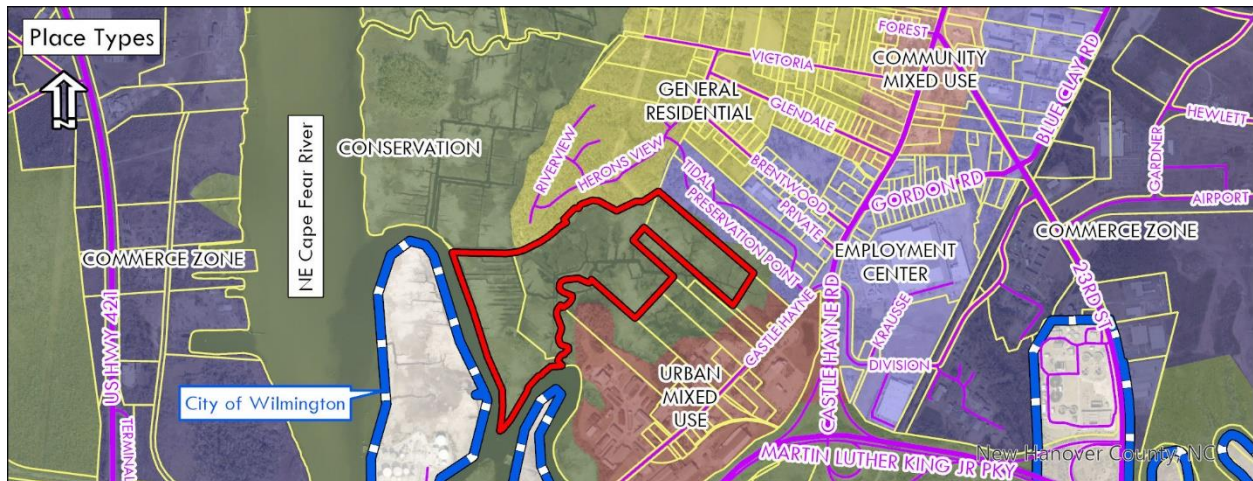 Place Types
N
US HWY 421
TERMINAL
COMMERCE ZONE
NE Cape Fear River
CONSERVATION
City of Wilmington
RIVERVIEW
HERONS VIEW
VICTORIA
GENERAL
RESIDENTIAL
GLENDALE
BRENTWOOD
PRIVATE
TIDAL
PRESERVATION POINT
FOREST
COMMUNITY
MIXED USE
BLUE CLAY RD
GORDON RD
EMPLOYMENT
CENTER
KRAUSSE
DIVISION
CASTLE HAYNE
CASTLE HAYNE RD
URBAN
MIXED
USE
MARTIN LUTHER KING JR PKY
23RD ST
COMMERCE ZONE
GARDNER
HEWLETT
AIRPORT
New Hanover County, NC